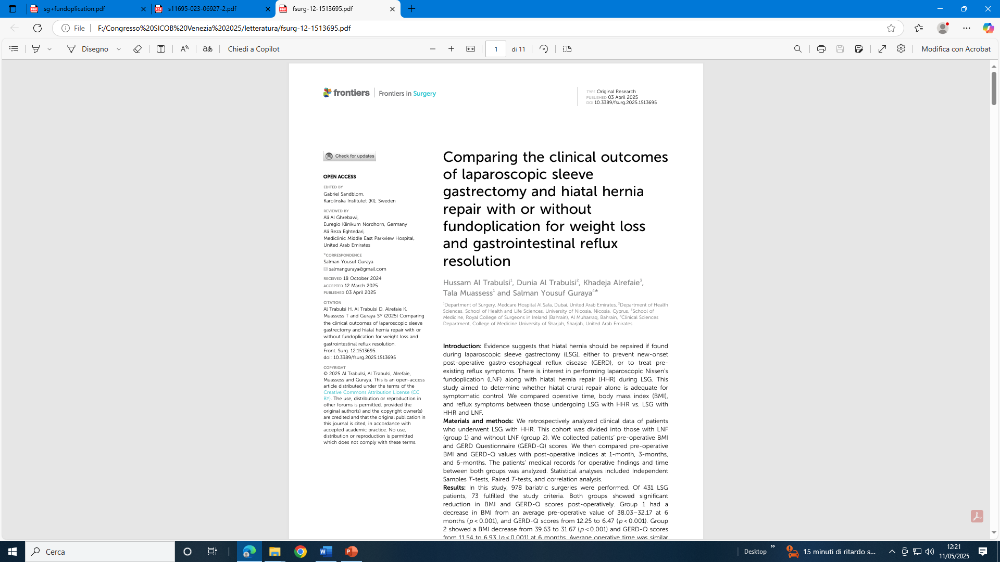 sg+fundoplication.pdf
s11695-023-06927-2.pdf
fsurg-12-1513695.pdf
File
F:/Congresso%20SICOB%20Venezia%202025/letteratura/fsurg-12-1513695.pdf
Disegno
Chiedi a Copilot
1
di 11
Modifica con Acrobat
frontiers
Frontiers in Surgery
TYPE Original Research
PUBLISHED 03 April 2025
DOI 10.3389/fsurg.2025.1513695
Check for updates
OPEN ACCESS
EDITED BY
Gabriel Sandblom,
Karolinska Institutet (KI), Sweden
REVIEWED BY
Ali Al Ghrebawi,
Euregio Klinikum Nordhorn, Germany
Ali Reza Eghtedari,
Mediclinic Middle East Parkview Hospital,
United Arab Emirates
*CORRESPONDENCE
Salman Yousuf Guraya
salmanguraya@gmail.com
RECEIVED 18 October 2024
ACCEPTED 12 March 2025
PUBLISHED 03 April 2025
CITATION
Al Trabulsi H, Al Trabulsi D, Alrefaie K,
Muassess T and Guraya SY (2025) Comparing
the clinical outcomes of laparoscopic sleeve
gastrectomy and hiatal hernia repair with or
without fundoplication for weight loss and
gastrointestinal reflux resolution.
Front. Surg. 12:1513695.
doi: 10.3389/fsurg.2025.1513695
COPYRIGHT
© 2025 Al Trabulsi, Al Trabulsi, Alrefaie,
Muassess and Guraya. This is an open-access
article distributed under the terms of the
Creative Commons Attribution License (CC
BY). The use, distribution or reproduction in
other forums is permitted, provided the
original author(s) and the copyright owner(s)
are credited and that the original publication in
this journal is cited, in accordance with
accepted academic practice. No use,
distribution or reproduction is permitted
which does not comply with these terms.
Comparing the clinical outcomes
of laparoscopic sleeve
gastrectomy and hiatal hernia
repair with or without
fundoplication for weight loss
and gastrointestinal reflux
resolution
Hussam Al Trabulsi¹, Dunia Al Trabulsi², Khadeja Alrefaie³,
Tala Muassess¹ and Salman Yousuf Guraya⁴*
¹Department of Surgery, Medcare Hospital Al Safa, Dubai, United Arab Emirates, ²Department of Health
Sciences, School of Health and Life Sciences, University of Nicosia, Nicosia, Cyprus, ³School of
Medicine, Royal College of Surgeons in Ireland (Bahrain), Al Muharraq, Bahrain, ⁴Clinical Sciences
Department, College of Medicine University of Sharjah, Sharjah, United Arab Emirates
Introduction: Evidence suggests that hiatal hernia should be repaired if found
during laparoscopic sleeve gastrectomy (LSG), either to prevent new-onset
post-operative gastro-esophageal reflux disease (GERD), or to treat pre-
existing reflux symptoms. There is interest in performing laparoscopic Nissen's
fundoplication (LNF) along with hiatal hernia repair (HHR) during LSG. This
study aimed to determine whether hiatal crural repair alone is adequate for
symptomatic control. We compared operative time, body mass index (BMI),
and reflux symptoms between those undergoing LSG with HHR vs. LSG with
HHR and LNF.
Materials and methods: We retrospectively analyzed clinical data of patients
who underwent LSG with HHR. This cohort was divided into those with LNF
(group 1) and without LNF (group 2). We collected patients' pre-operative BMI
and GERD Questionnaire (GERD-Q) scores. We then compared pre-operative
BMI and GERD-Q values with post-operative indices at 1-month, 3-months,
and 6-months. The patients' medical records for operative findings and time
between both groups was analyzed. Statistical analyses included Independent
Samples T-tests, Paired T-tests, and correlation analysis.
Results: In this study, 978 bariatric surgeries were performed. Of 431 LSG
patients, 73 fulfilled the study criteria. Both groups showed significant
reduction in BMI and GERD-Q scores post-operatively. Group 1 had a
decrease in BMI from an average pre-operative value of 38.03–32.17 at 6
months (p < 0.001), and GERD-Q scores from 12.25 to 6.47 (p < 0.001). Group
2 showed a BMI decrease from 39.63 to 31.67 (p < 0.001) and GERD-Q scores
from 11.54 to 6.93 (p < 0.001) at 6 months. Average operative time was similar
Cerca
Desktop
15 minuti di ritardo s...
12:21
11/05/2025